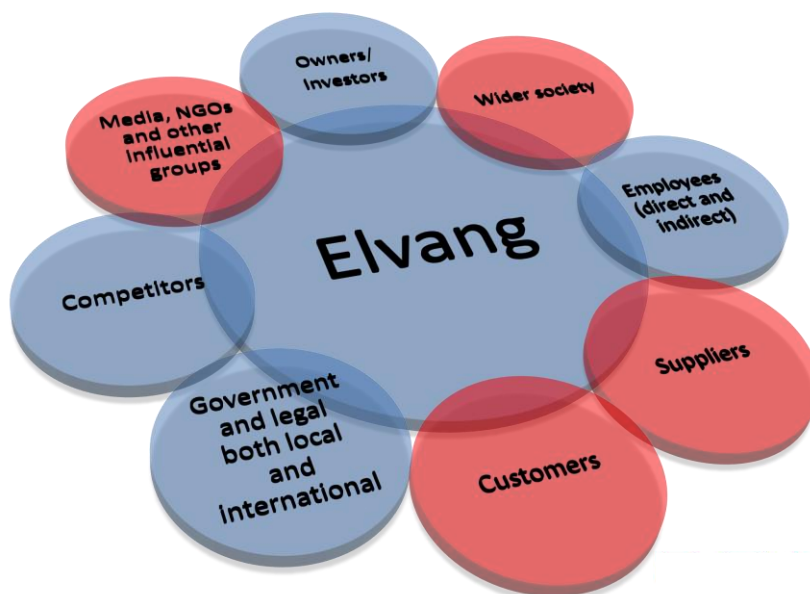 Owners/
Investors
Wider society
Media, NGOs
and other
influential
groups
Employees
(direct and
indirect)
Elvang
Competitors
Suppliers
Government
and legal
both local
and
international
Customers